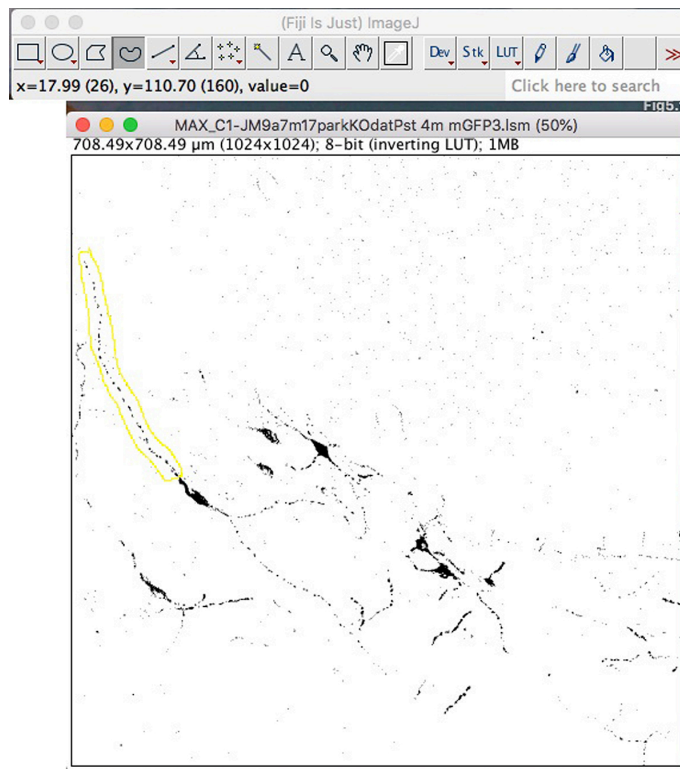 (Fiji Is Just) ImageJ
A Dev Stk LUT
x=17.99 (26), y=110.70 (160), value=0
Click here to search
Fig5.
MAX_C1-JM9a7m17parkKOdatPst 4m mGFP3.lsm (50%)
708.49x708.49 µm (1024x1024); 8-bit (inverting LUT); 1MB